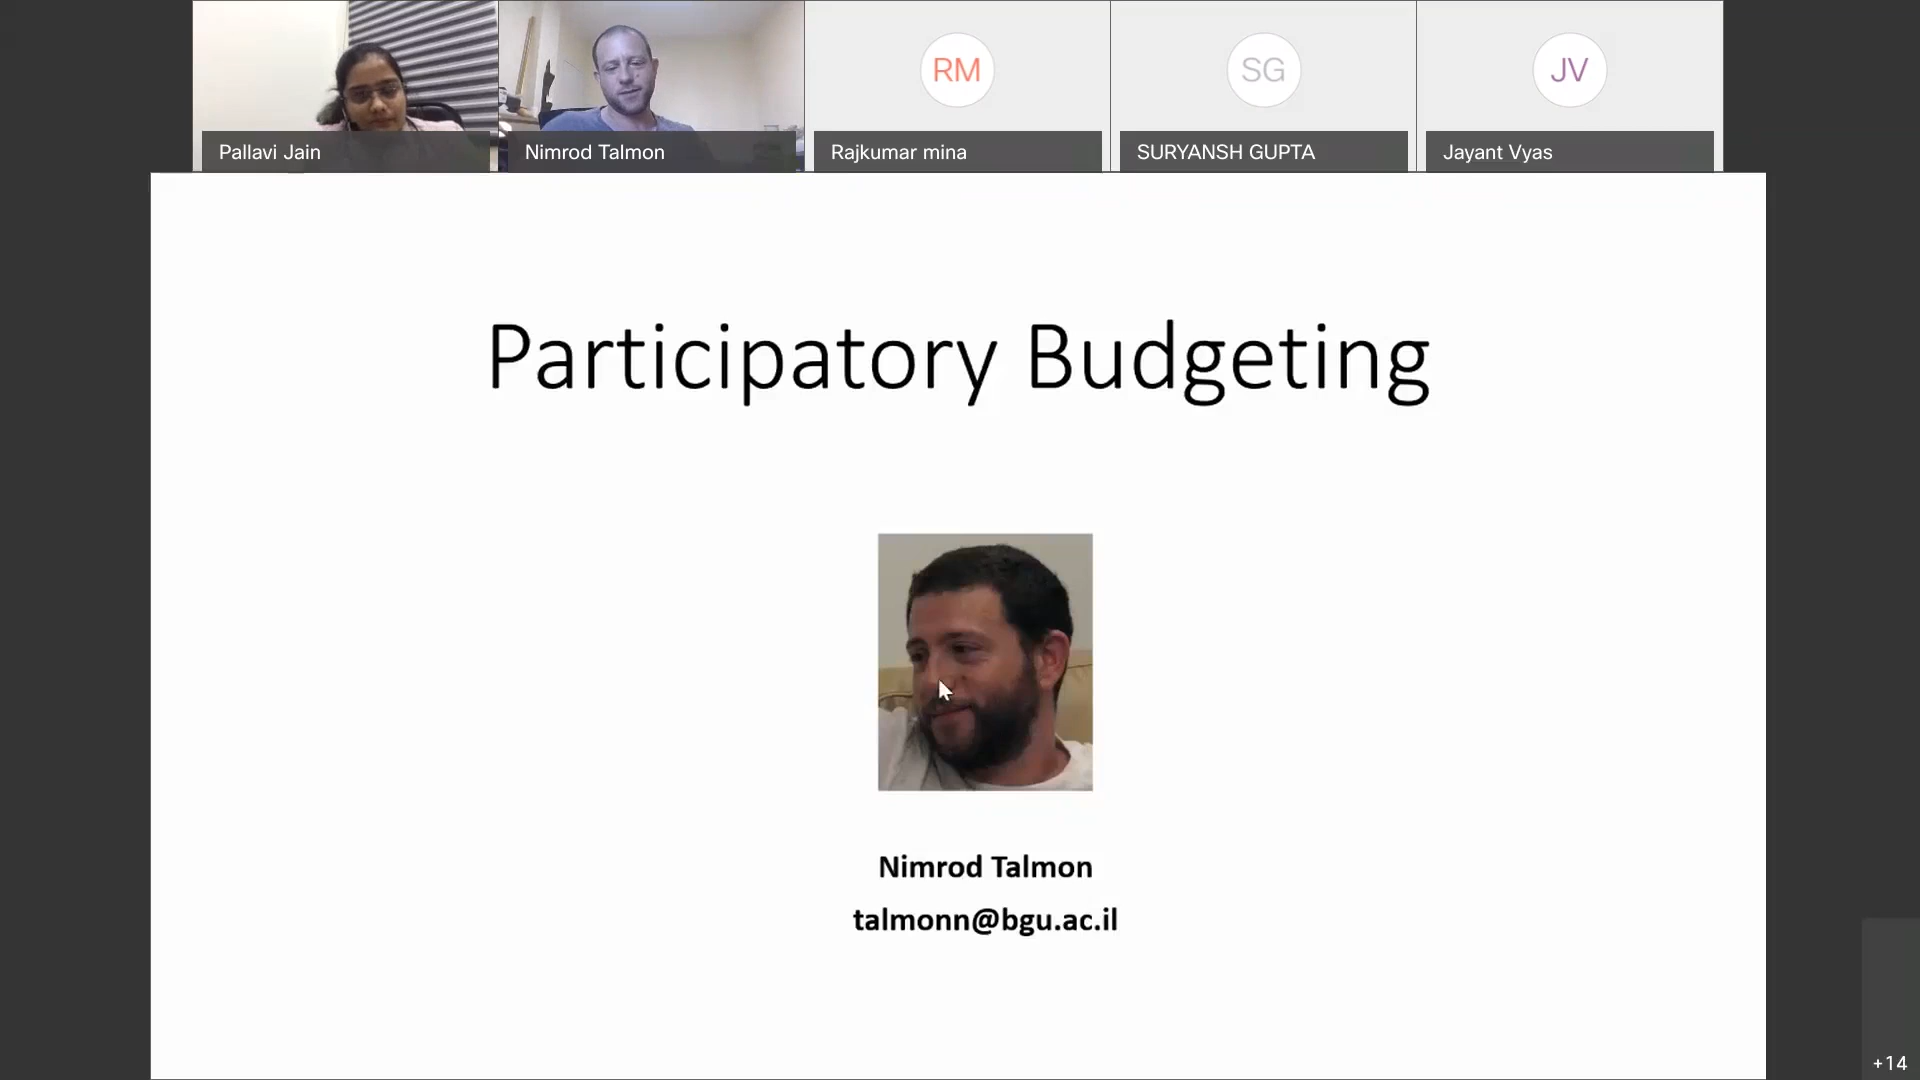 RM
SG
JV
Pallavi Jain
Nimrod Talmon
Rajkumar mina
SURYANSH GUPTA
Jayant Vyas
Participatory Budgeting
Nimrod Talmon
talmonn@bgu.ac.il
+14